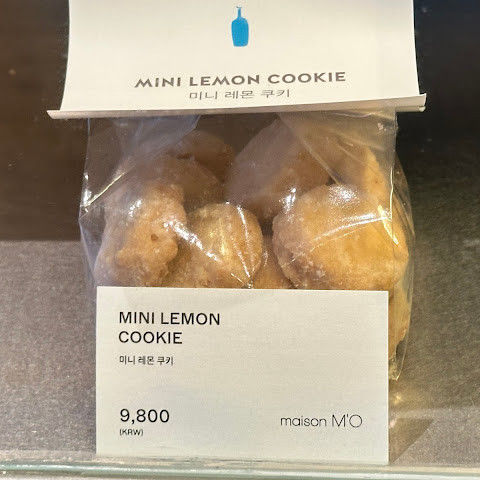 MINI LEMON COOKIE
미니 레몬 쿠키
MINI LEMON
COOKIE
미니 레몬 쿠키
9,800
(KRW)
maison M'O